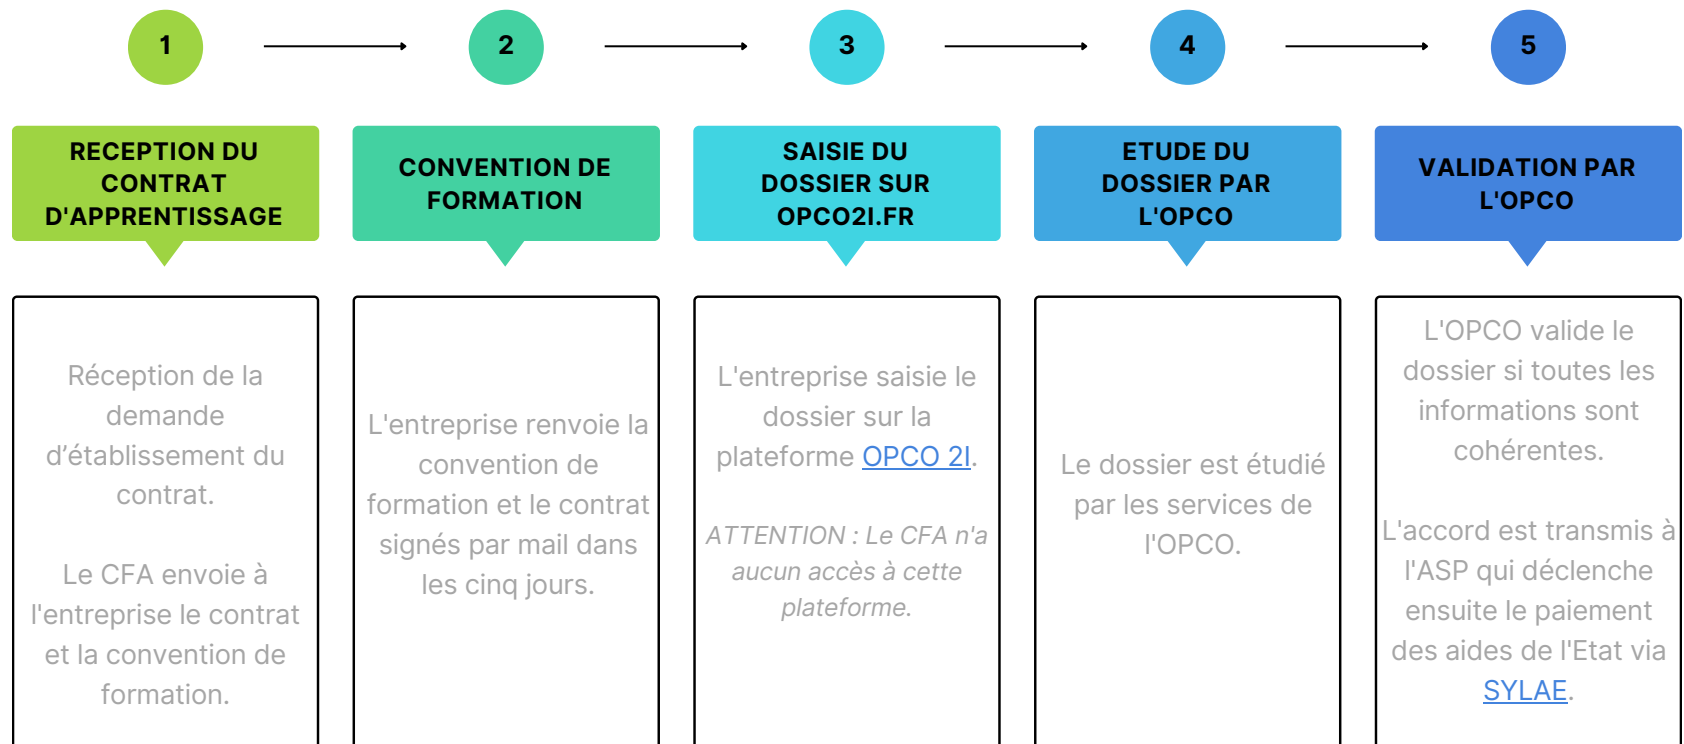 1
2
3
4
5
RECEPTION DU
CONTRAT
D'APPRENTISSAGE
CONVENTION DE
FORMATION
SAISIE DU
DOSSIER SUR
OPCO2I.FR
ETUDE DU
DOSSIER PAR
L'OPCO
VALIDATION PAR
L'OPCO
Réception de la
demande
d’établissement du
contrat.
Le CFA envoie à
l'entreprise le contrat
et la convention de
formation.
L'entreprise renvoie la
convention de
formation et le contrat
signés par mail dans
les cinq jours.
L'entreprise saisie le
dossier sur la
plateforme OPCO 2I.
ATTENTION : Le CFA n'a
aucun accès à cette
plateforme.
Le dossier est étudié
par les services de
l'OPCO.
L'OPCO valide le
dossier si toutes les
informations sont
cohérentes.
L'accord est transmis à
l'ASP qui déclenche
ensuite le paiement
des aides de l'Etat via
SYLAE.